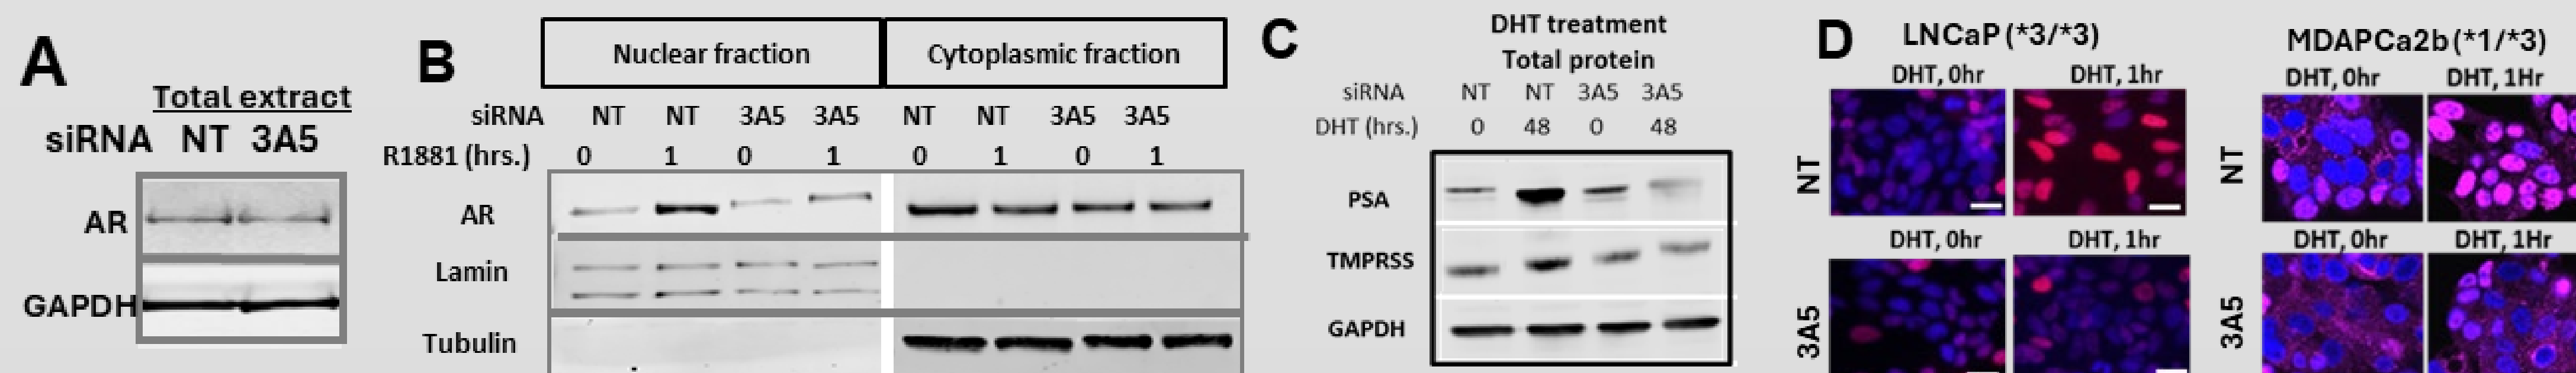 A
Total extract
siRNA NT 3A5
AR
GAPDH
B
Nuclear fraction Cytoplasmic fraction
siRNA NT NT 3A5 3A5 NT NT 3A5 3A5
R1881 (hrs.) 0 1 0 1 0 1 0 1
AR
Lamin
Tubulin
C
DHT treatment
Total protein
siRNA NT NT 3A5 3A5
DHT (hrs.) 0 48 0 48
PSA
TMPRSS
GAPDH
D
LNCaP (*3/*3) MDAPCa2b (*1/*3)
DHT, 0hr DHT, 1hr DHT, 0hr DHT, 1Hr
NT NT
DHT, 0hr DHT, 1hr DHT, 0hr DHT, 1Hr
3A5 3A5